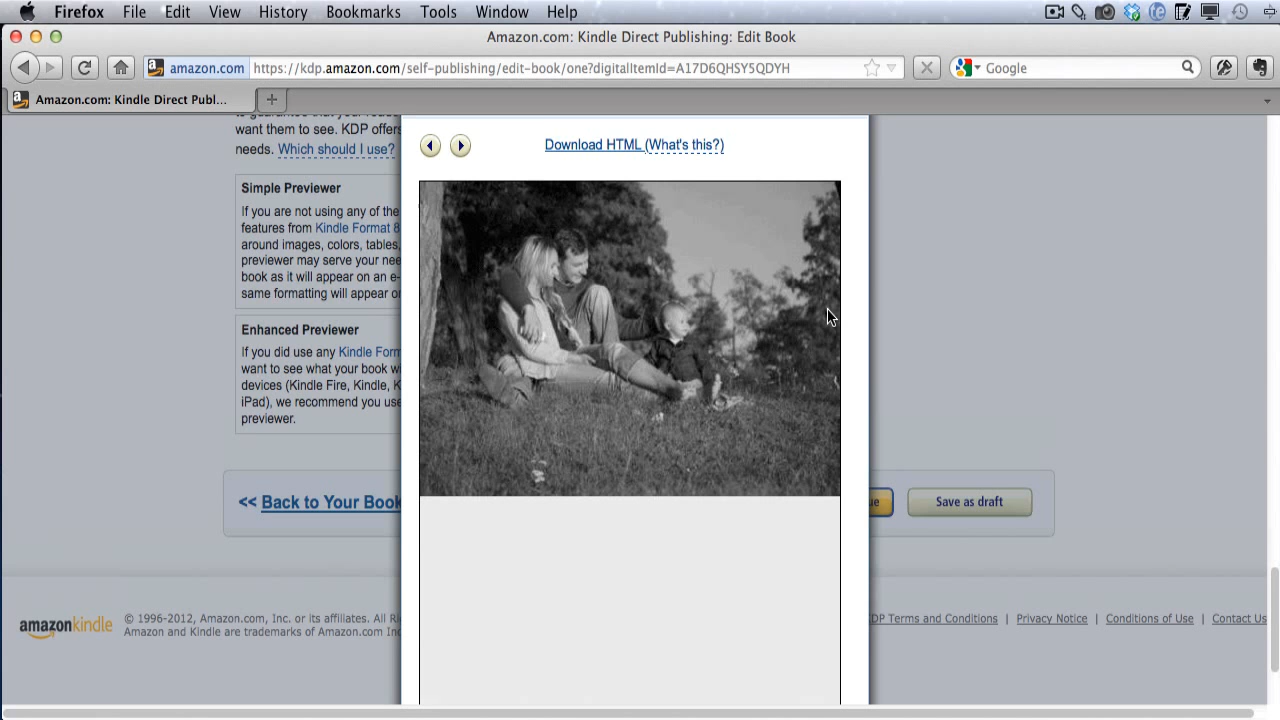 Firefox File Edit View History Bookmarks Tools Window Help
Amazon.com: Kindle Direct Publishing: Edit Book
amazon.com https://kdp.amazon.com/self-publishing/edit-book/one?digitalItemId=A17D6QHSY5QDYH
Google
Amazon.com: Kindle Direct Publ...
want them to see. KDP offers
needs. Which should I use?
Download HTML (What's this?)
Simple Previewer
If you are not using any of the
features from Kindle Format 8
around images, colors, tables,
previewer may serve your nee
book as it will appear on an e-
same formatting will appear o
Enhanced Previewer
If you did use any Kindle Form
want to see what your book w
devices (Kindle Fire, Kindle, K
iPad), we recommend you use
previewer.
<< Back to Your Book
ue Save as draft
amazonkindle
© 1996-2012, Amazon.com, Inc. or its affiliates. All Ri
Amazon and Kindle are trademarks of Amazon.com Inc
KDP Terms and Conditions | Privacy Notice | Conditions of Use | Contact Us